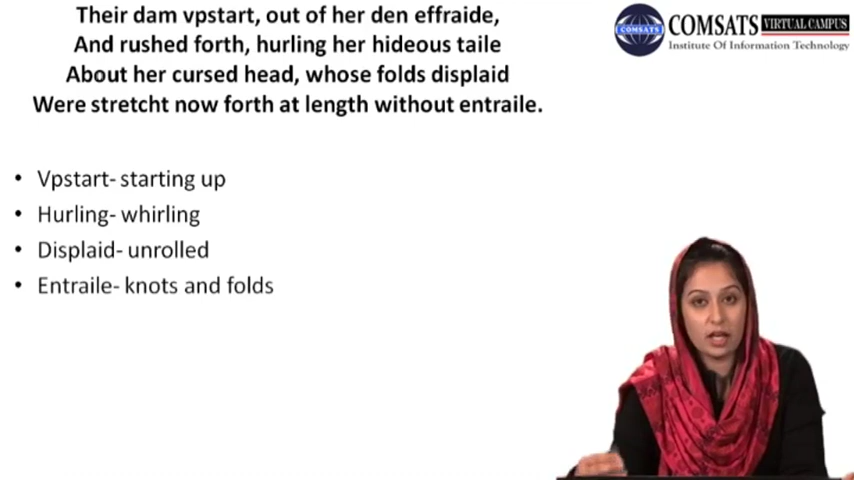 Their dam vpstart, out of her den effraide,
And rushed forth, hurling her hideous taile
About her cursed head, whose folds displaid
Were stretcht now forth at length without entraile.
COMSATS
COMSATS VIRTUAL CAMPUS
Institute Of Information Technology
• Vpstart- starting up
• Hurling- whirling
• Displaid- unrolled
• Entraile- knots and folds